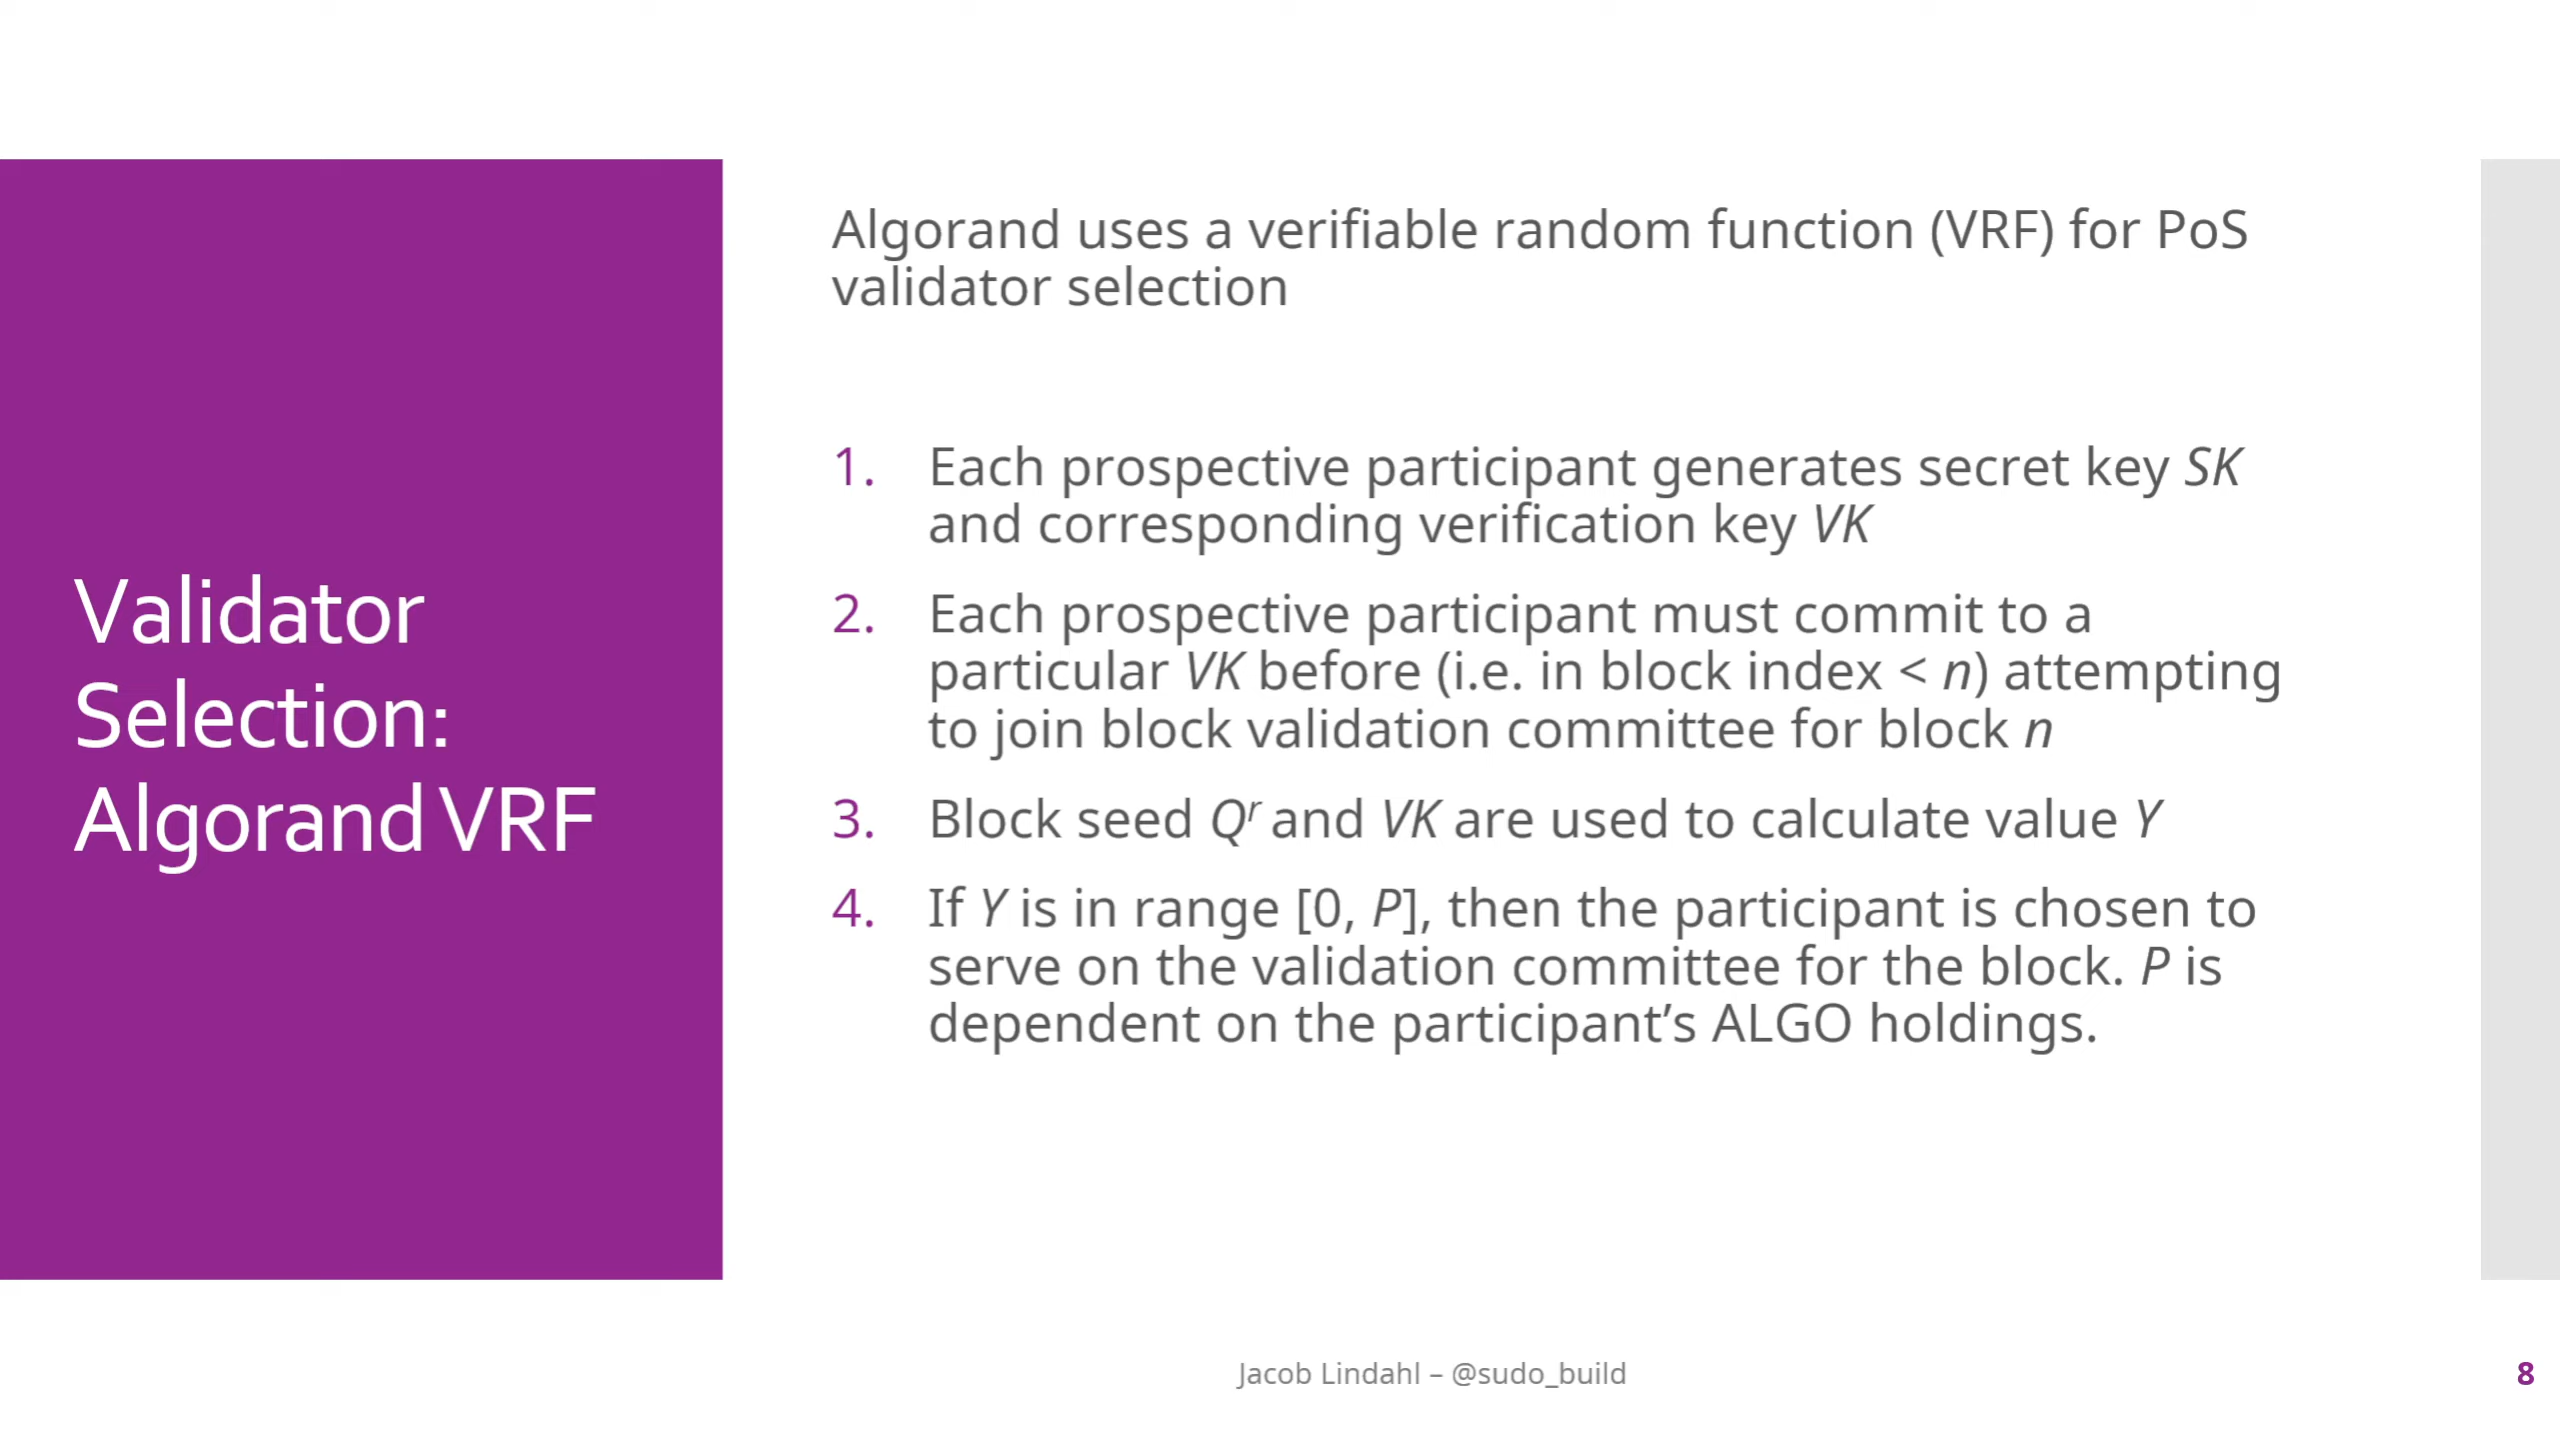 Validator
Selection:
Algorand VRF
Algorand uses a verifiable random function (VRF) for PoS
validator selection
1. Each prospective participant generates secret key SK
and corresponding verification key VK
2. Each prospective participant must commit to a
particular VK before (i.e. in block index < n) attempting
to join block validation committee for block n
3. Block seed Qʳ and VK are used to calculate value Y
4. If Y is in range [0, P], then the participant is chosen to
serve on the validation committee for the block. P is
dependent on the participant’s ALGO holdings.
Jacob Lindahl – @sudo_build
8